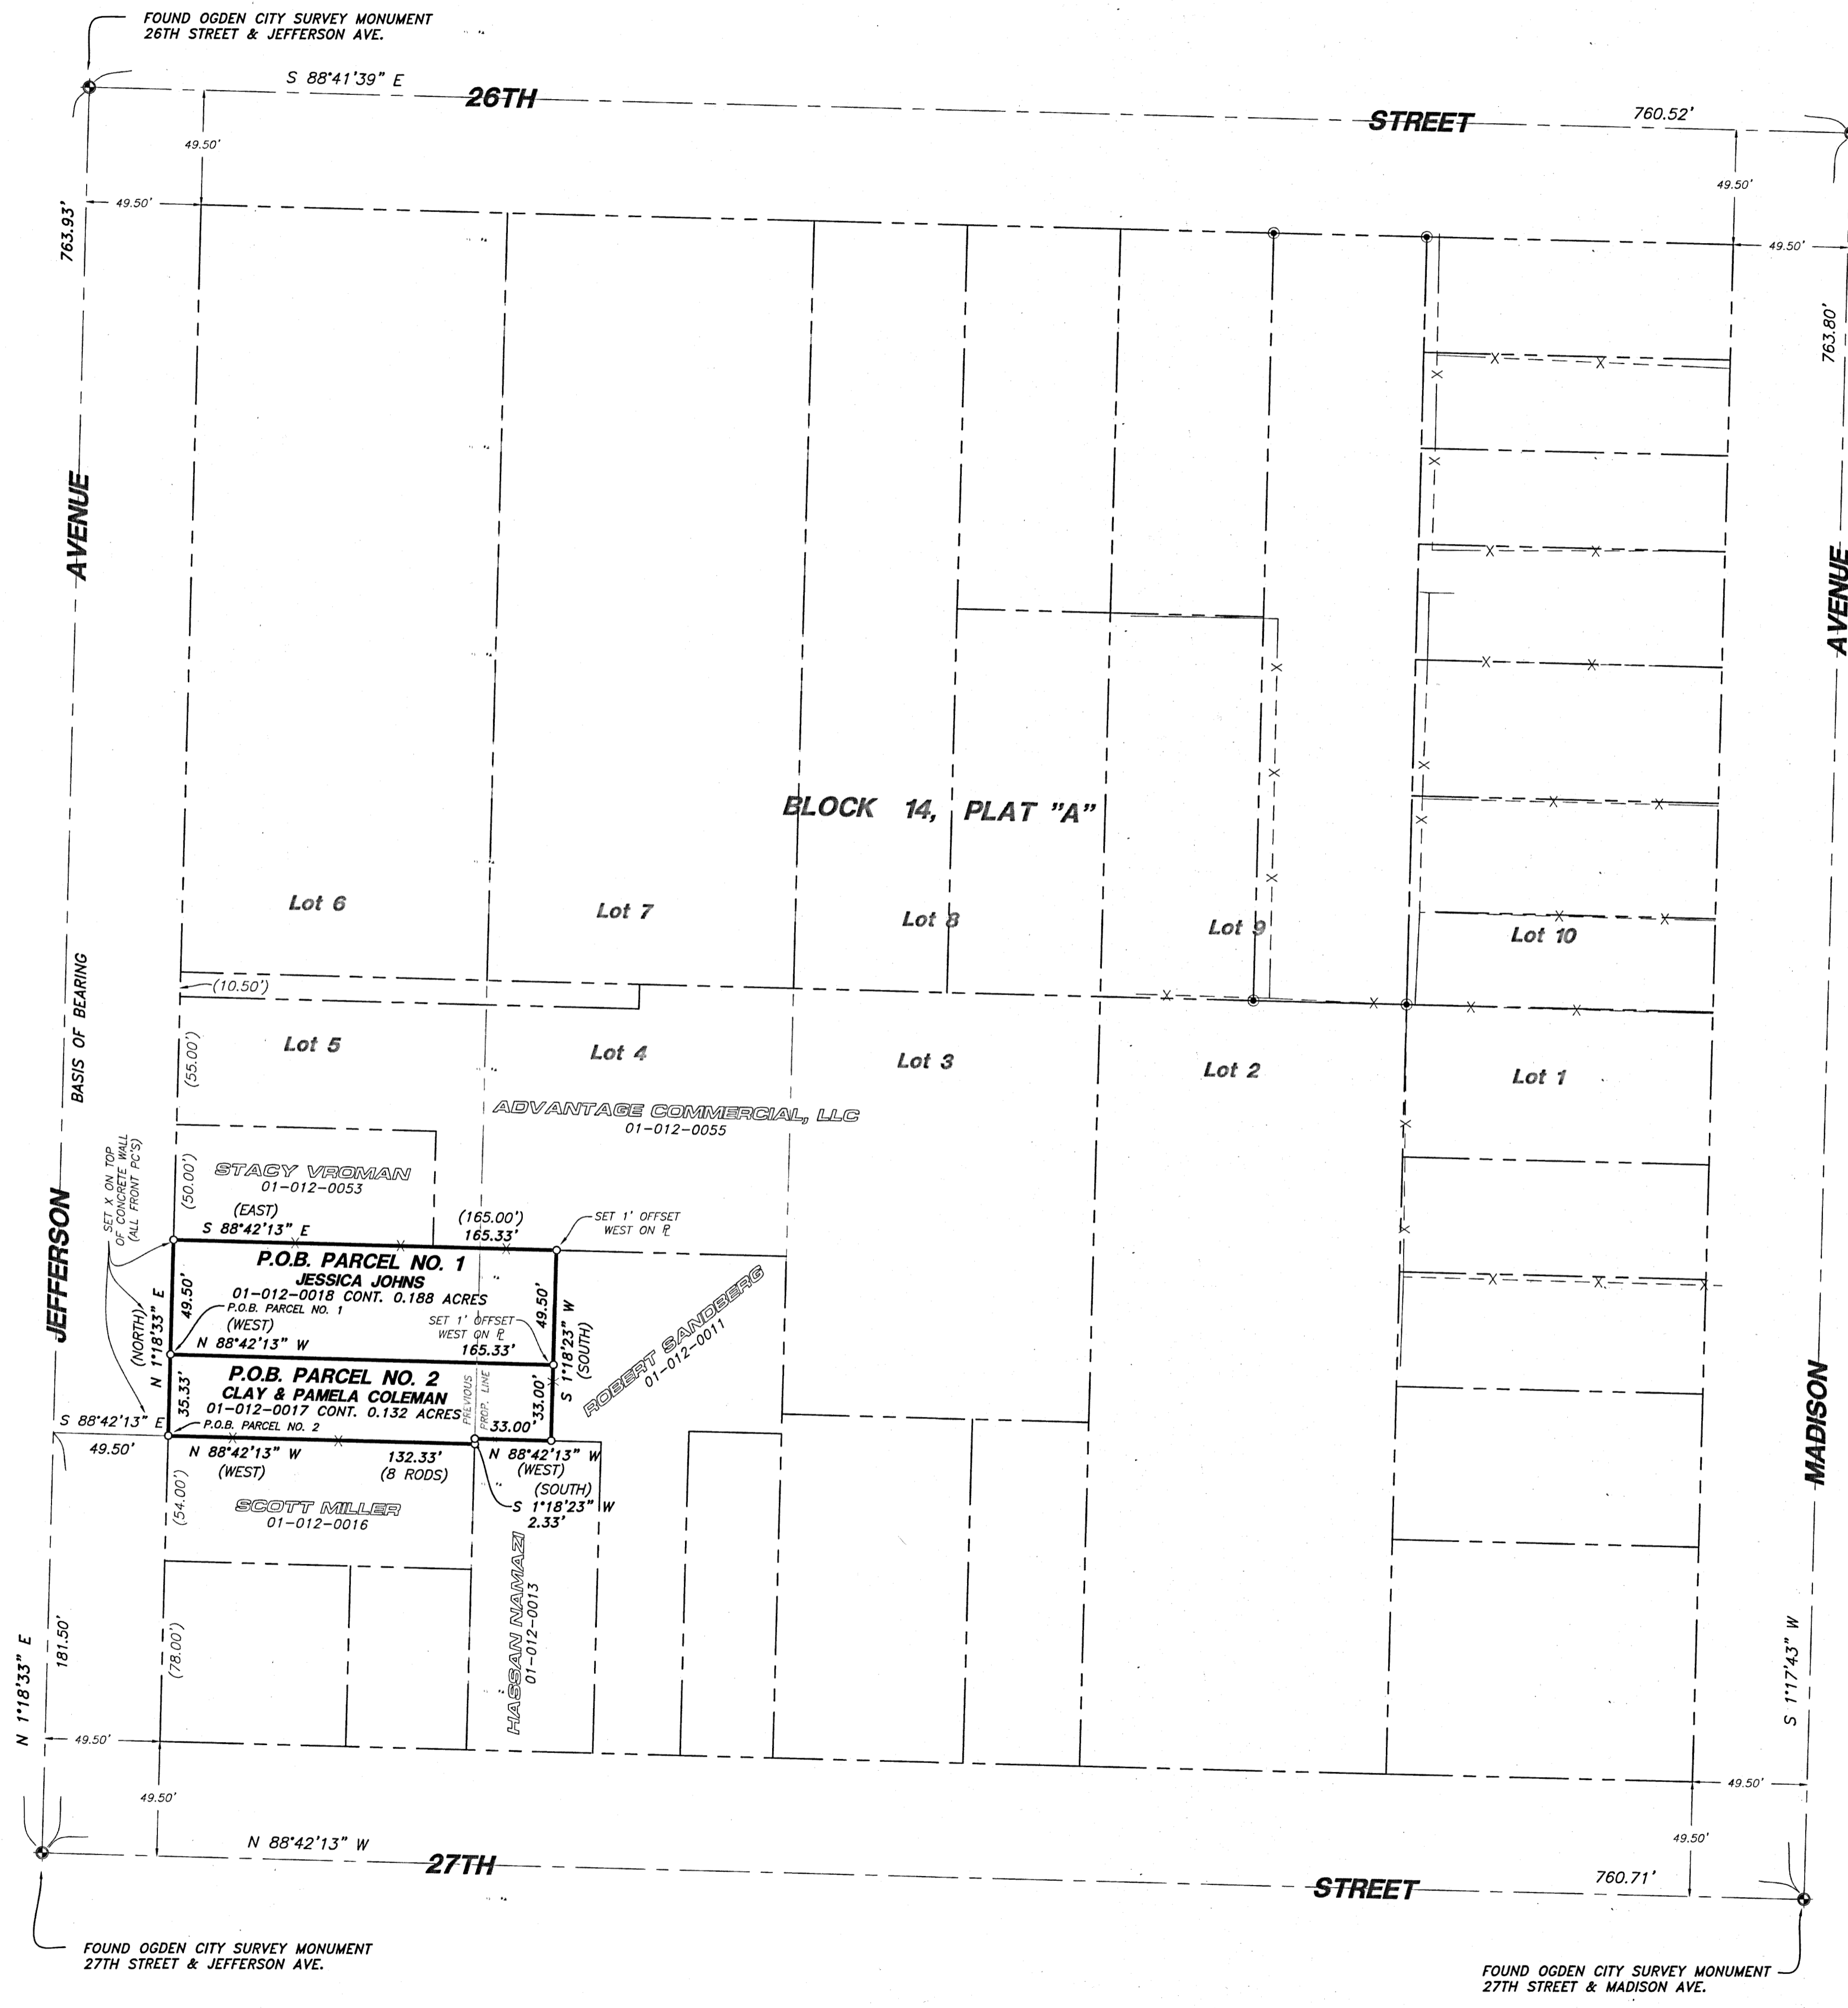 FOUND OGDEN CITY SURVEY MONUMENT
26TH STREET & JEFFERSON AVE.
S 88°41'39" E
26TH
STREET
760.52'
49.50'
49.50'
49.50'
49.50'
763.93'
763.80'
AVENUE
AVENUE
BLOCK 14, PLAT "A"
Lot 6
Lot 7
Lot 8
Lot 9
Lot 10
(10.50')
BASIS OF BEARING
Lot 5
Lot 4
Lot 3
Lot 2
Lot 1
(55.00')
ADVANTAGE COMMERCIAL, LLC
01-012-0055
SET X ON TOP
OF CONCRETE WALL
(ALL FRONT PC'S)
(50.00')
STACY VROMAN
01-012-0053
(EAST)
S 88°42'13" E
(165.00')
165.33'
SET 1' OFFSET
WEST ON ⅊
JEFFERSON
P.O.B. PARCEL NO. 1
JESSICA JOHNS
01-012-0018 CONT. 0.188 ACRES
P.O.B. PARCEL NO. 1
(WEST)
N 88°42'13" W
SET 1' OFFSET
WEST ON ⅊
165.33'
49.50'
49.50'
(NORTH)
N 1°18'33" E
S 1°18'23" W
(SOUTH)
ROBERT SANDBERG
01-012-0011
P.O.B. PARCEL NO. 2
CLAY & PAMELA COLEMAN
01-012-0017 CONT. 0.132 ACRES
P.O.B. PARCEL NO. 2
35.33'
PREVIOUS
PROP. LINE
33.00'
33.00'
S 88°42'13" E
49.50'
N 88°42'13" W
(WEST)
132.33'
(8 RODS)
N 88°42'13" W
(WEST)
(SOUTH)
S 1°18'23" W
2.33'
(54.00')
SCOTT MILLER
01-012-0016
HASSAN NAMAZI
01-012-0013
MADISON
(78.00')
181.50'
N 1°18'33" E
S 1°17'43" W
49.50'
49.50'
49.50'
49.50'
N 88°42'13" W
27TH
STREET
760.71'
FOUND OGDEN CITY SURVEY MONUMENT
27TH STREET & JEFFERSON AVE.
FOUND OGDEN CITY SURVEY MONUMENT
27TH STREET & MADISON AVE.